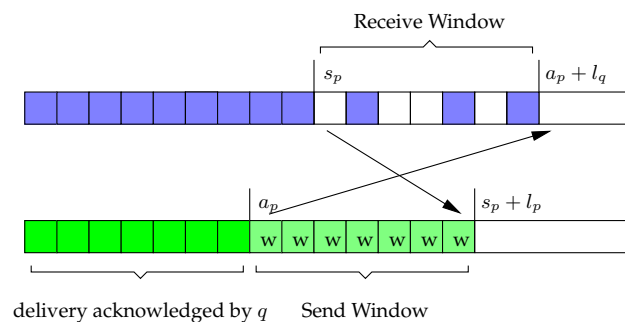 Receive Window
s_p
a_p + l_q
a_p
s_p + l_p
w w w w w w w
delivery acknowledged by q
Send Window